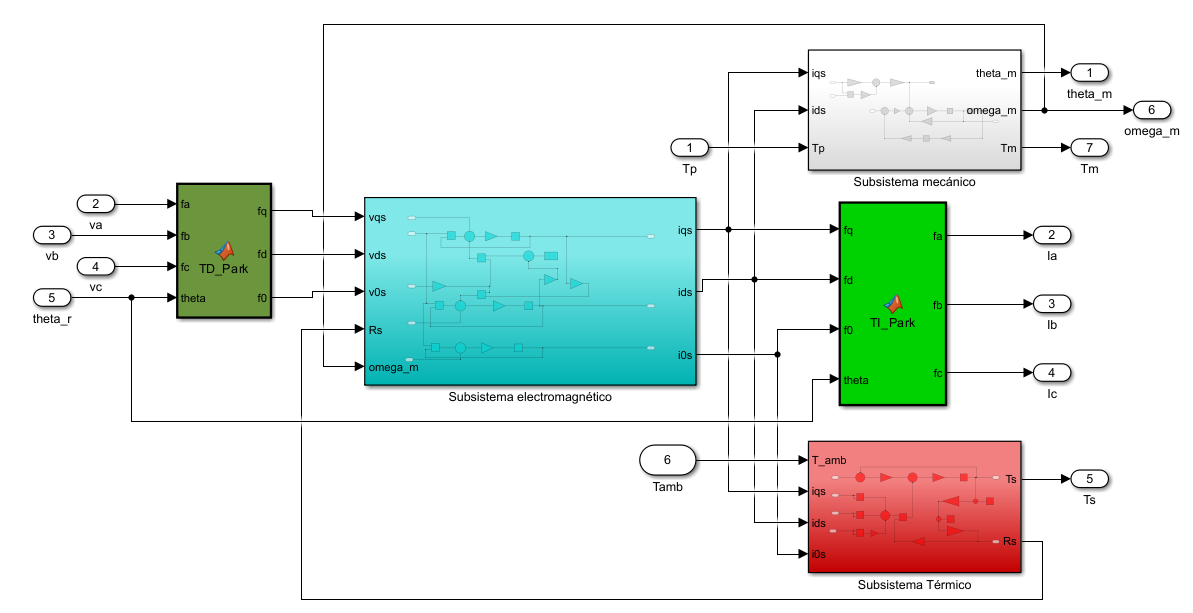 2
va
3
vb
4
vc
5
theta_r
fa
fb
fc
theta
TD_Park
fq
fd
f0
vqs
vds
v0s
Rs
omega_m
iqs
ids
i0s
Subsistema electromagnético
1
Tp
iqs
ids
Tp
theta_m
omega_m
Tm
Subsistema mecánico
1
theta_m
6
omega_m
7
Tm
fq
fd
f0
theta
TI_Park
fa
fb
fc
2
Ia
3
Ib
4
Ic
6
Tamb
T_amb
iqs
ids
i0s
Ts
Rs
Subsistema Térmico
5
Ts